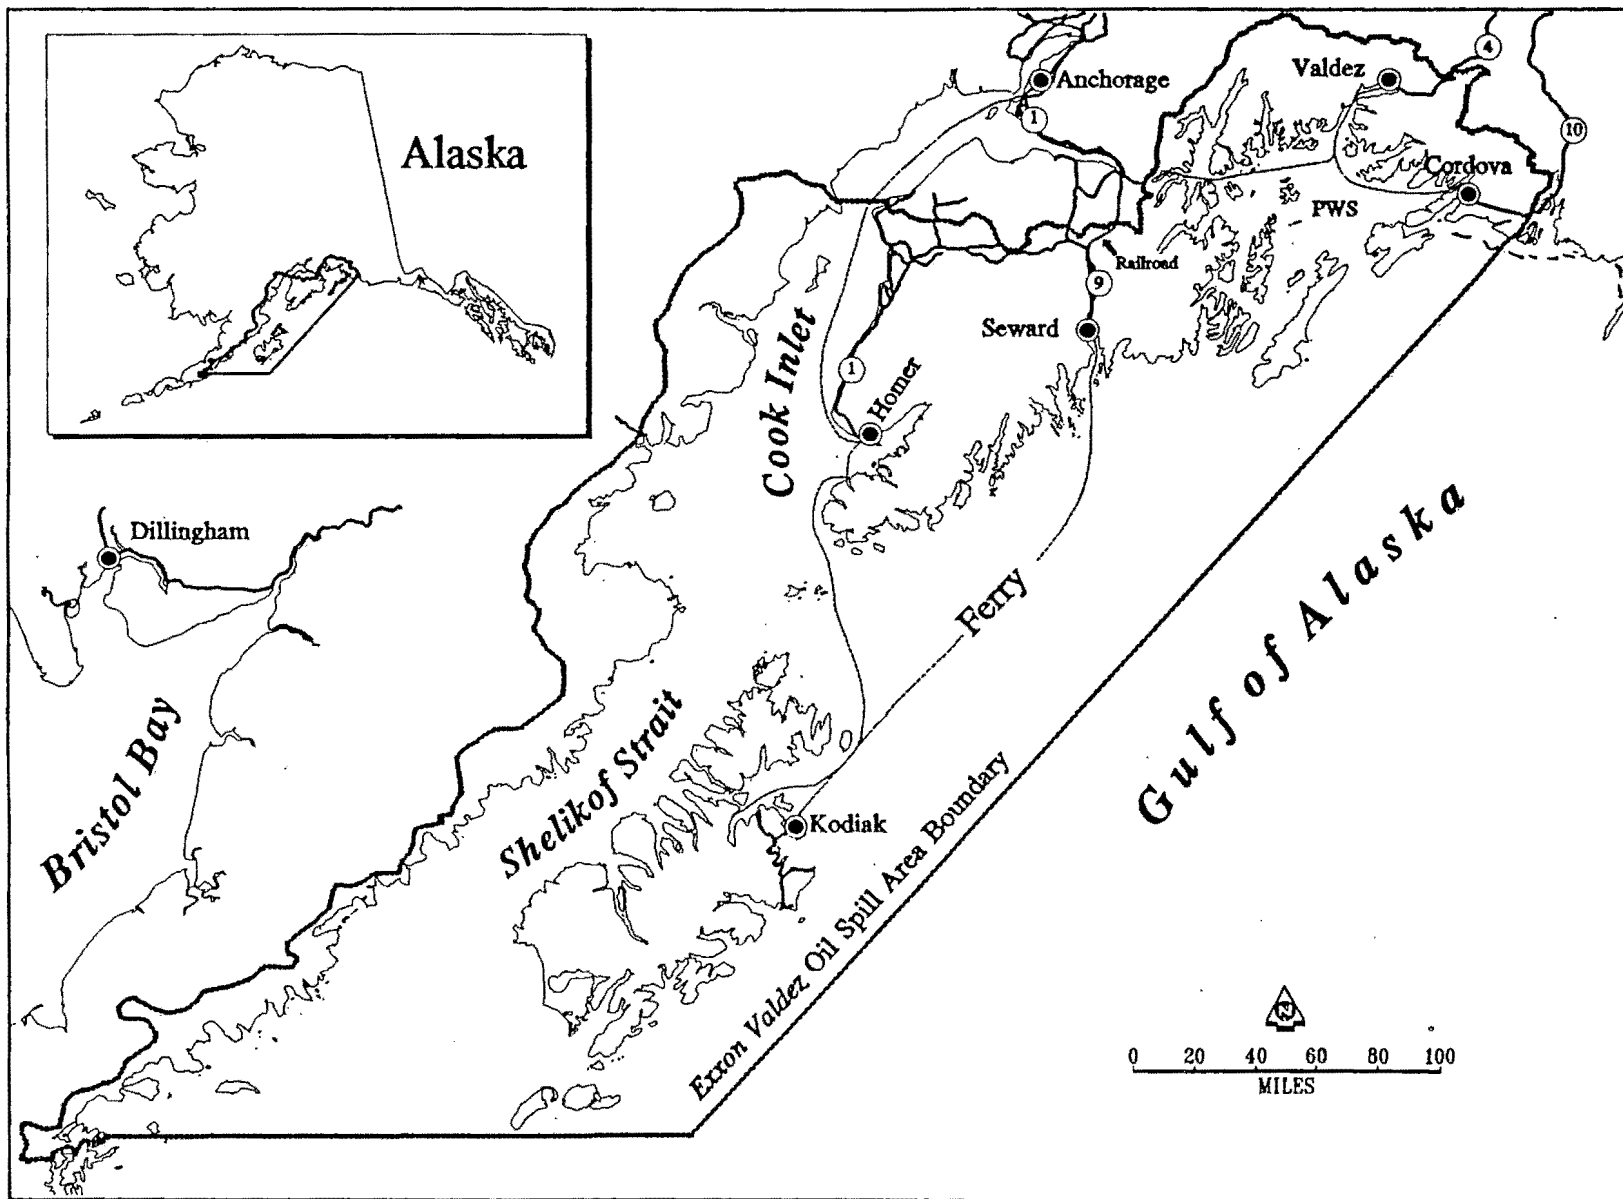 Alaska
Anchorage
1
Valdez
4
10
Cordova
PWS
Railroad
9
Seward
Cook Inlet
1
Homer
Dillingham
Ferry
Gulf of Alaska
Bristol Bay
Shelikof Strait
Kodiak
Exxon Valdez Oil Spill Area Boundary
N
0 20 40 60 80 100
MILES